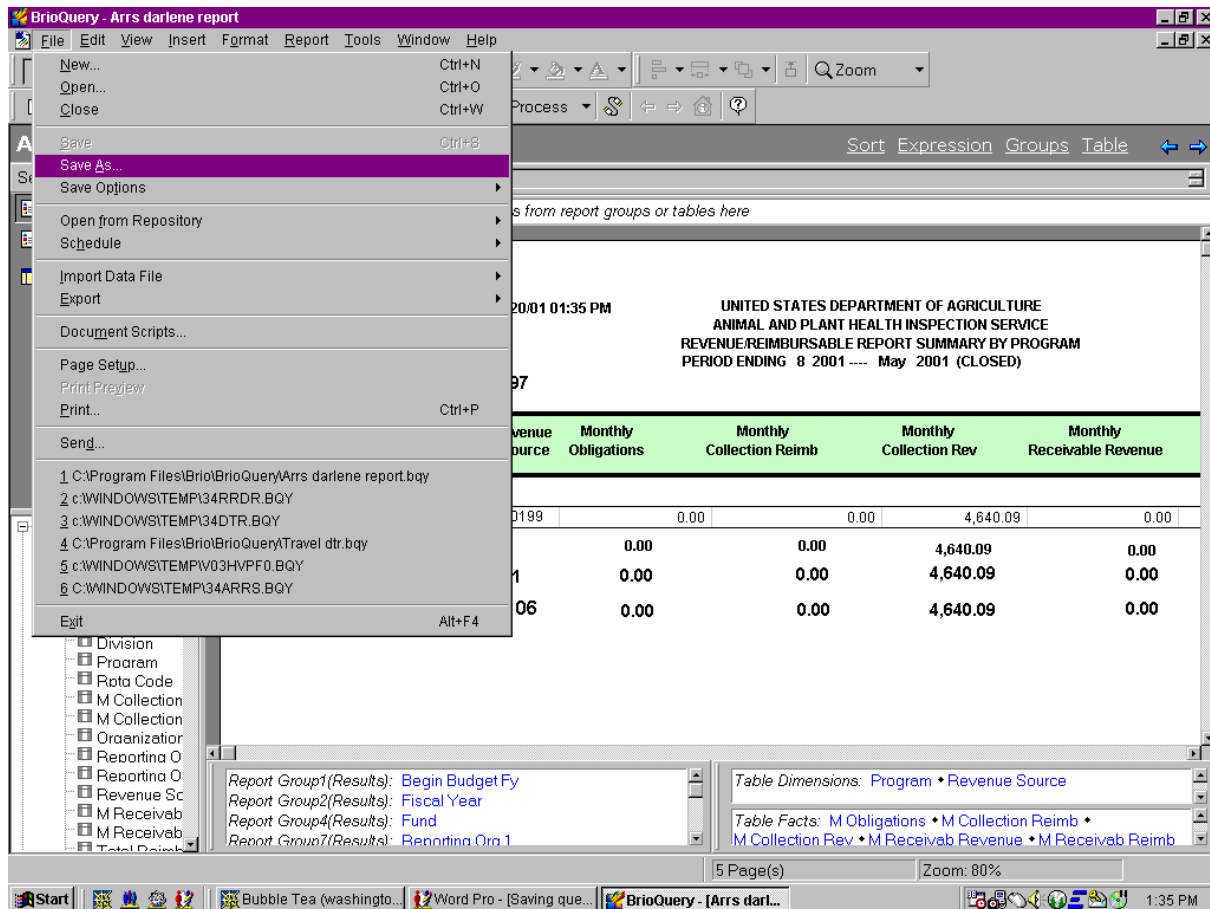 BrioQuery - Arrs darlene report
File Edit View Insert Format Report Tools Window Help
New... Ctrl+N
Open... Ctrl+O
Close Ctrl+W
Save Ctrl+S
Save As...
Save Options
Open from Repository
Schedule
Import Data File
Export
Document Scripts...
Page Setup...
Print Preview
Print... Ctrl+P
Send...
1 C:\Program Files\Brio\BrioQuery\Arrs darlene report.bqy
2 c:\WINDOWS\TEMP\34RRDR.BQY
3 c:\WINDOWS\TEMP\34DTR.BQY
4 C:\Program Files\Brio\BrioQuery\Travel dtr.bqy
5 c:\WINDOWS\TEMP\V03HVPF0.BQY
6 C:\WINDOWS\TEMP\34ARRS.BQY
Exit Alt+F4
Zoom
Process
Sort Expression Groups Table
s from report groups or tables here
20/01 01:35 PM
UNITED STATES DEPARTMENT OF AGRICULTURE
ANIMAL AND PLANT HEALTH INSPECTION SERVICE
REVENUE/REIMBURSABLE REPORT SUMMARY BY PROGRAM
PERIOD ENDING 8 2001 ---- May 2001 (CLOSED)
97
venue Monthly Monthly Monthly Monthly
ource Obligations Collection Reimb Collection Rev Receivable Revenue
0199 0.00 0.00 4,640.09 0.00
0.00 0.00 4,640.09 0.00
1 0.00 0.00 4,640.09 0.00
06 0.00 0.00 4,640.09 0.00
Division
Program
Rptg Code
M Collection
M Collection
Organization
Reporting O
Reporting O
Revenue So
M Receivab
M Receivab
Total Reimb
Report Group1(Results): Begin Budget Fy
Report Group2(Results): Fiscal Year
Report Group4(Results): Fund
Report Group7(Results): Reporting Org 1
Table Dimensions: Program • Revenue Source
Table Facts: M Obligations • M Collection Reimb •
M Collection Rev • M Receivab Revenue • M Receivab Reimb
5 Page(s) Zoom: 80%
Start Bubble Tea (washingto... Word Pro - [Saving que... BrioQuery - [Arrs darl... 1:35 PM